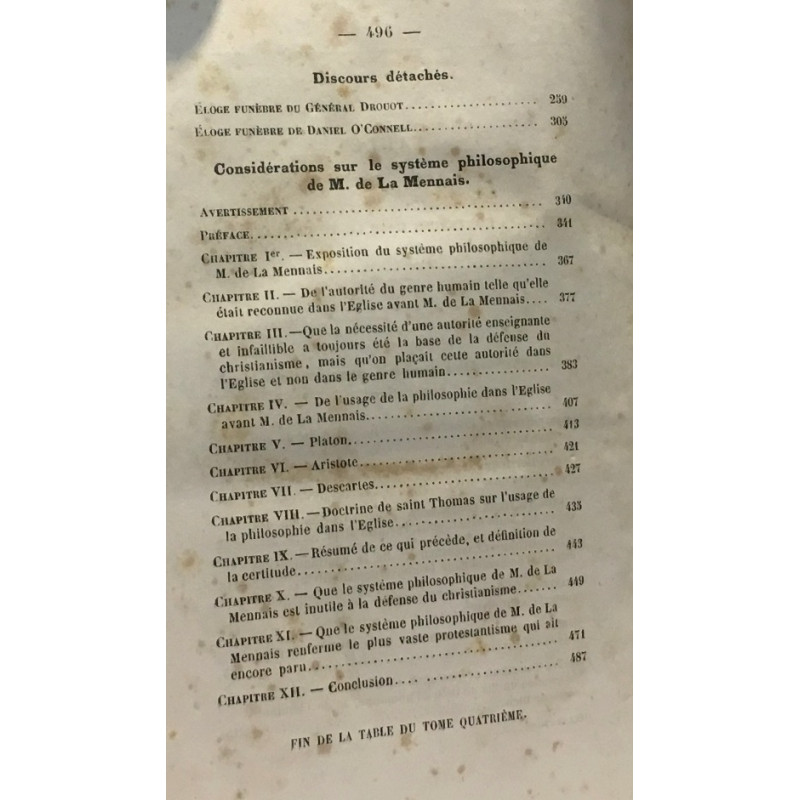 — 496 —
Discours détachés.
Éloge funèbre du Général Drouot.................... 259
Éloge funèbre de Daniel O'Connell.................. 305
Considérations sur le système philosophique
de M. de La Mennais.
Avertissement ........................................ 340
Préface............................................... 341
Chapitre Ier. — Exposition du système philosophique de
M. de La Mennais.................................. 367
Chapitre II. — De l'autorité du genre humain telle qu'elle
était reconnue dans l'Eglise avant M. de La Mennais.... 377
Chapitre III.—Que la nécessité d'une autorité enseignante
et infaillible a toujours été la base de la défense du
christianisme, mais qu'on plaçait cette autorité dans
l'Eglise et non dans le genre humain................ 383
Chapitre IV. — De l'usage de la philosophie dans l'Eglise
avant M. de La Mennais............................ 407
Chapitre V. — Platon................................ 413
Chapitre VI. — Aristote............................. 421
Chapitre VII. — Descartes........................... 427
Chapitre VIII.—Doctrine de saint Thomas sur l'usage de
la philosophie dans l'Eglise........................ 435
Chapitre IX.—Résumé de ce qui précède, et définition de
la certitude........................................ 443
Chapitre X. — Que le système philosophique de M. de La
Mennais est inutile à la défense du christianisme....... 449
Chapitre XI. — Que le système philosophique de M. de La
Mennais renferme le plus vaste protestantisme qui ait
encore paru........................................ 471
Chapitre XII. — Conclusion.... ..................... 487
FIN DE LA TABLE DU TOME QUATRIÈME.